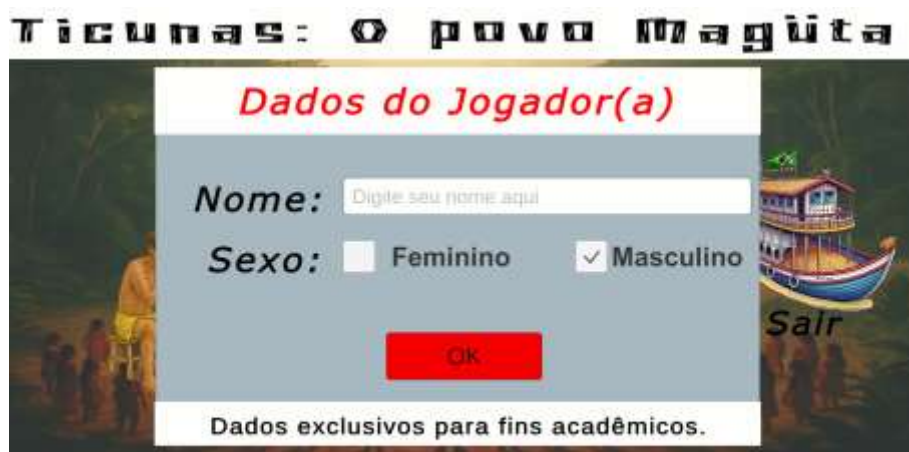 Ticunas: O povo Magüta
Dados do Jogador(a)
Nome: Digite seu nome aqui
Sexo: Feminino Masculino
Sair
OK
Dados exclusivos para fins acadêmicos.